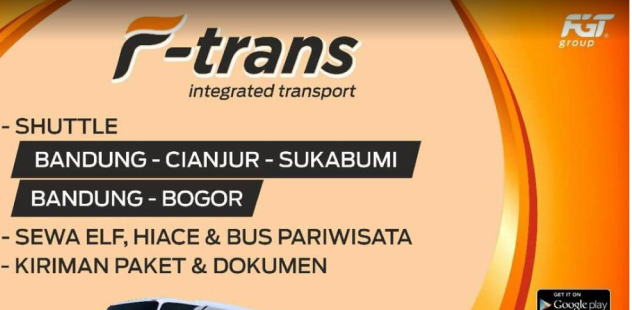 F-trans
integrated transport
FGT
group
- SHUTTLE
BANDUNG - CIANJUR - SUKABUMI
BANDUNG - BOGOR
- SEWA ELF, HIACE & BUS PARIWISATA
- KIRIMAN PAKET & DOKUMEN
GET IT ON
Google play